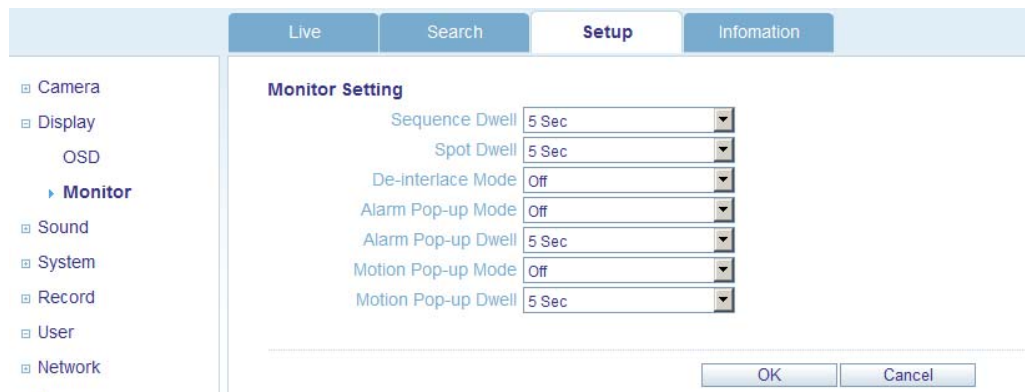 Live Search Setup Infomation
Camera
Display
OSD
Monitor
Sound
System
Record
User
Network
Monitor Setting
Sequence Dwell 5 Sec
Spot Dwell 5 Sec
De-interlace Mode Off
Alarm Pop-up Mode Off
Alarm Pop-up Dwell 5 Sec
Motion Pop-up Mode Off
Motion Pop-up Dwell 5 Sec
OK Cancel